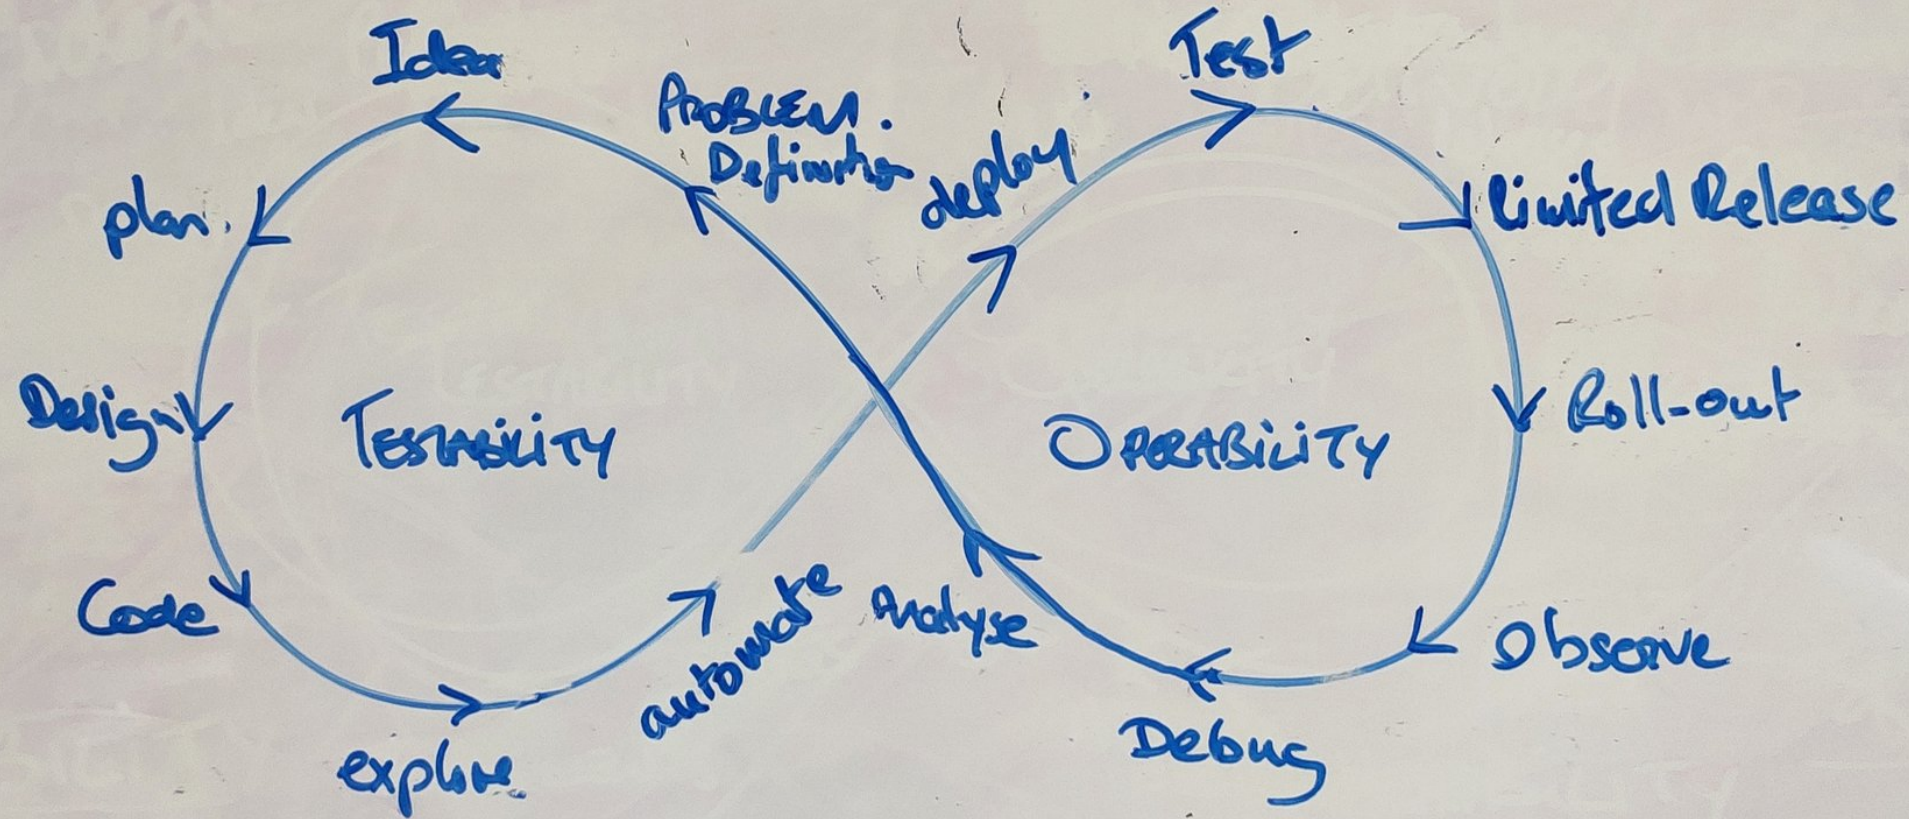 Idea
PROBLEM.
Definition
plan.
Design
Code
explore
automate
TESTABILITY
deploy
Test
limited Release
Roll-out
Observe
Debug
Analyse
OPERABILITY